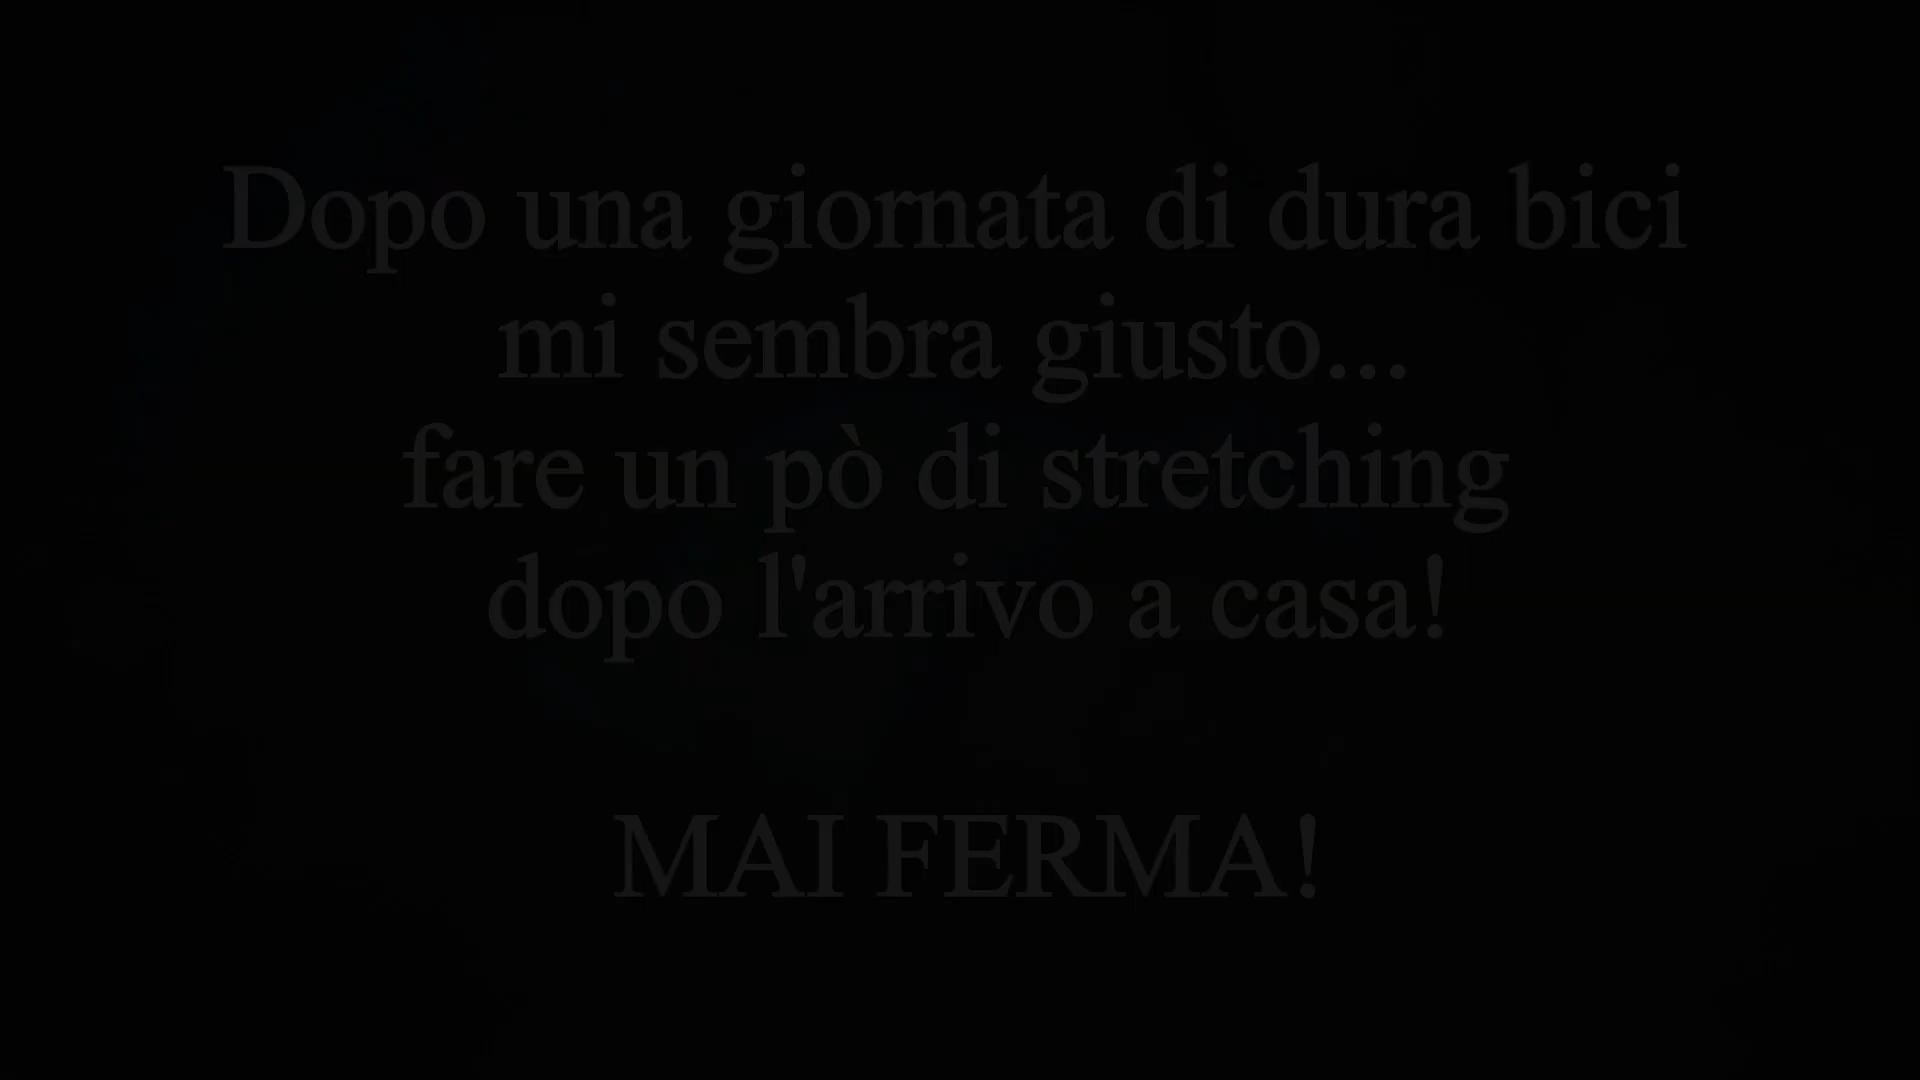 Dopo una giornata di dura bici
mi sembra giusto...
fare un pò di stretching
dopo l'arrivo a casa!
MAI FERMA!